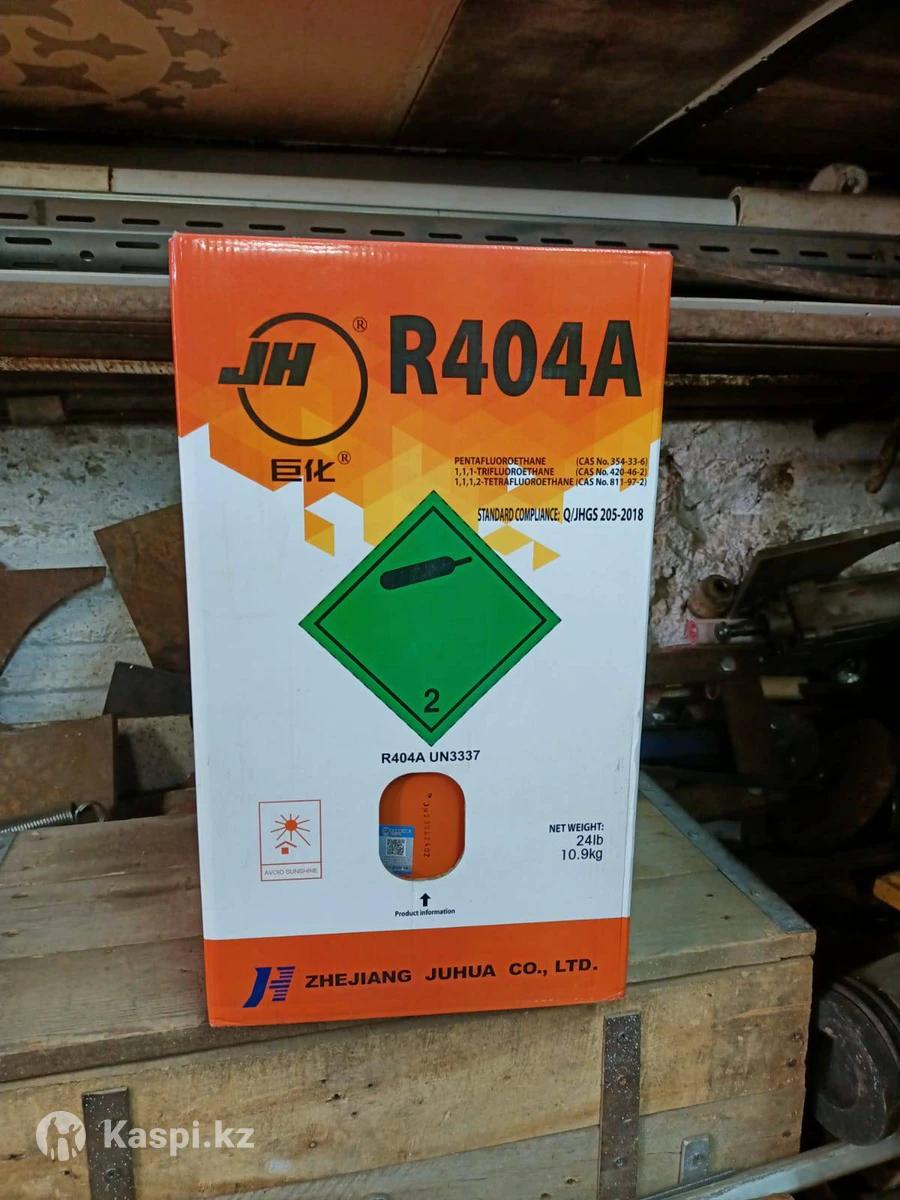 JH ®
R404A
巨化®
PENTAFLUOROETHANE (CAS No. 354-33-6)
1,1,1-TRIFLUOROETHANE (CAS No. 420-46-2)
1,1,1,2-TETRAFLUOROETHANE (CAS No. 811-97-2)
STANDARD COMPLIANCE: Q/JHGS 205-2018
2
R404A UN3337
NET WEIGHT:
24lb
10.9kg
AVOID SUNSHINE
Product information
ZHEJIANG JUHUA CO., LTD.
Kaspi.kz